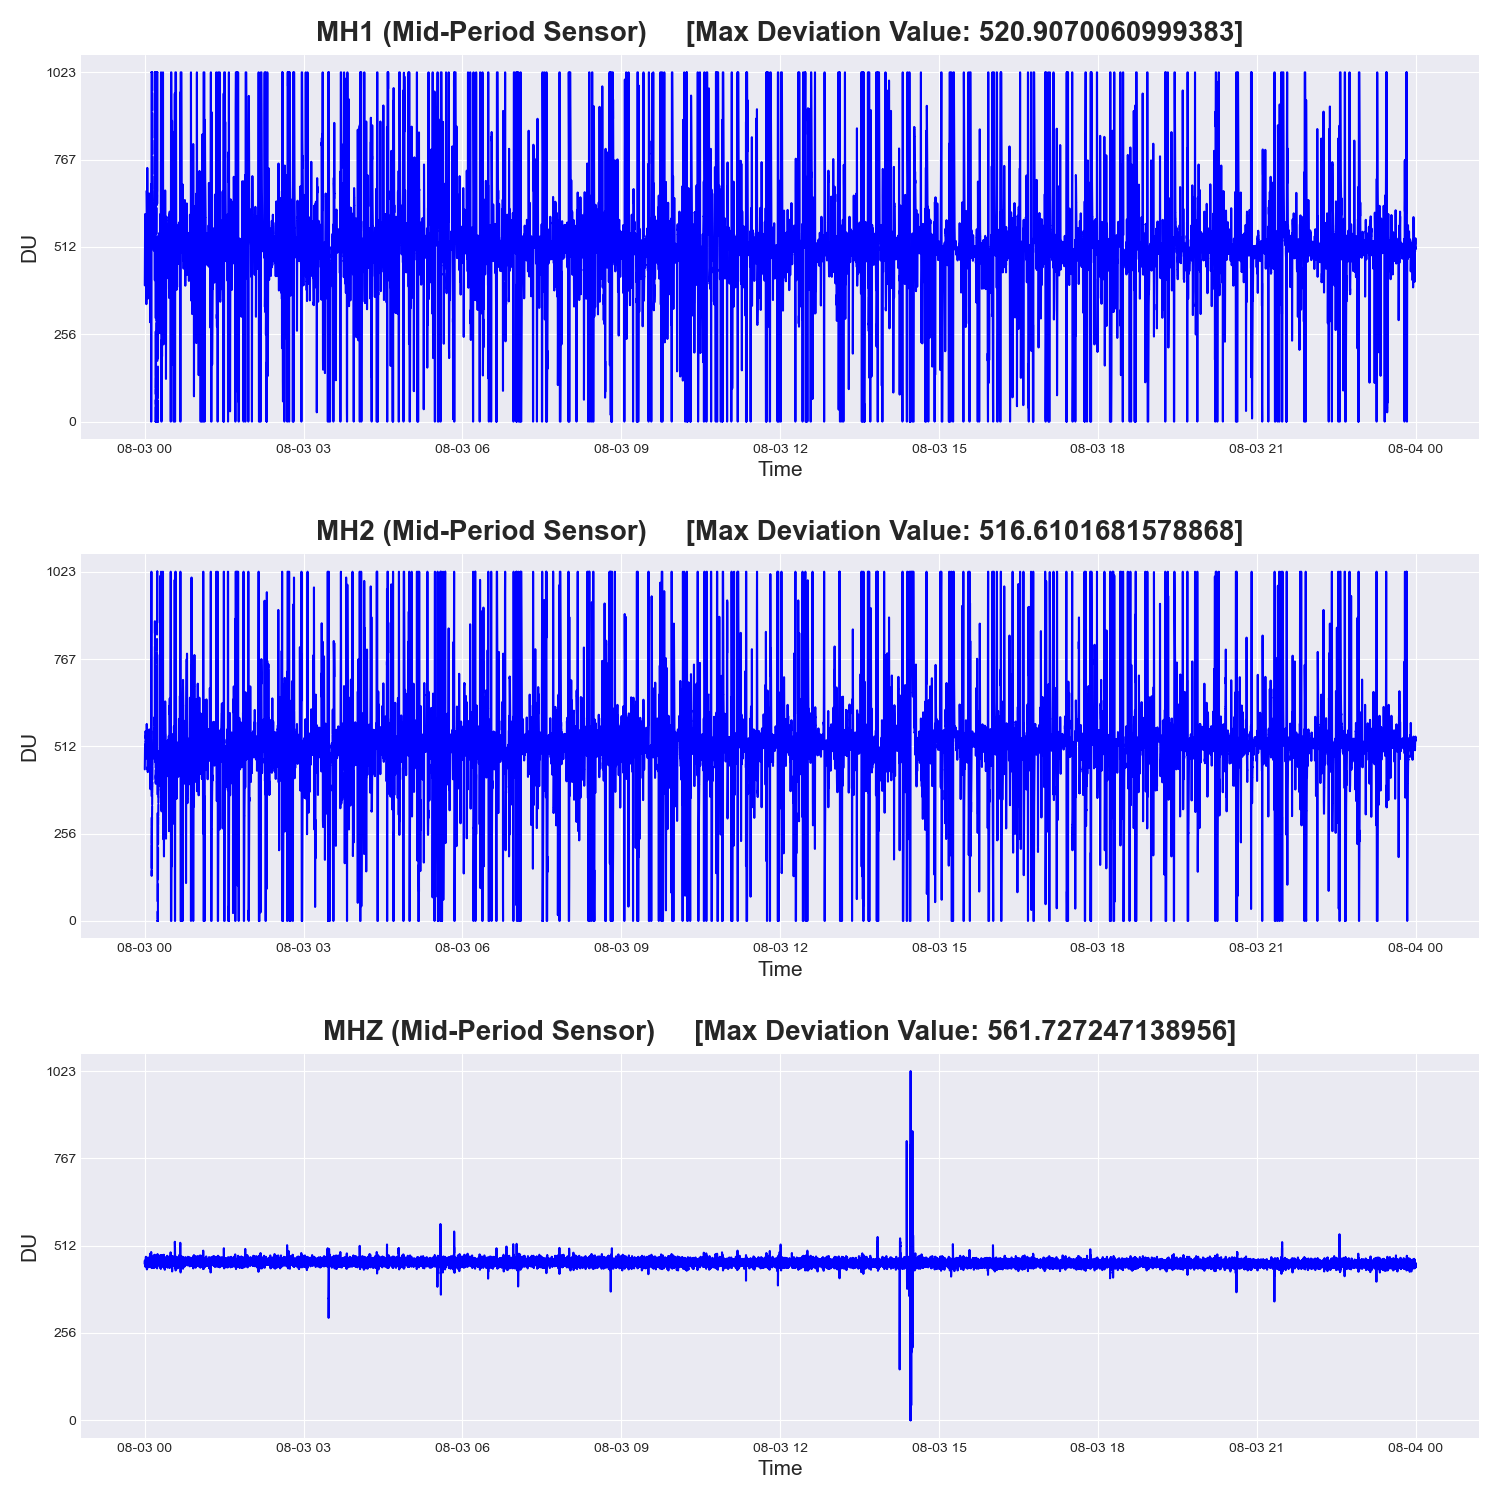 MH1 (Mid-Period Sensor) [Max Deviation Value: 520.9070060999383]
1023
767
512
256
0
DU
08-03 00 08-03 03 08-03 06 08-03 09 08-03 12 08-03 15 08-03 18 08-03 21 08-04 00
Time
MH2 (Mid-Period Sensor) [Max Deviation Value: 516.6101681578868]
1023
767
512
256
0
DU
08-03 00 08-03 03 08-03 06 08-03 09 08-03 12 08-03 15 08-03 18 08-03 21 08-04 00
Time
MHZ (Mid-Period Sensor) [Max Deviation Value: 561.727247138956]
1023
767
512
256
0
DU
08-03 00 08-03 03 08-03 06 08-03 09 08-03 12 08-03 15 08-03 18 08-03 21 08-04 00
Time